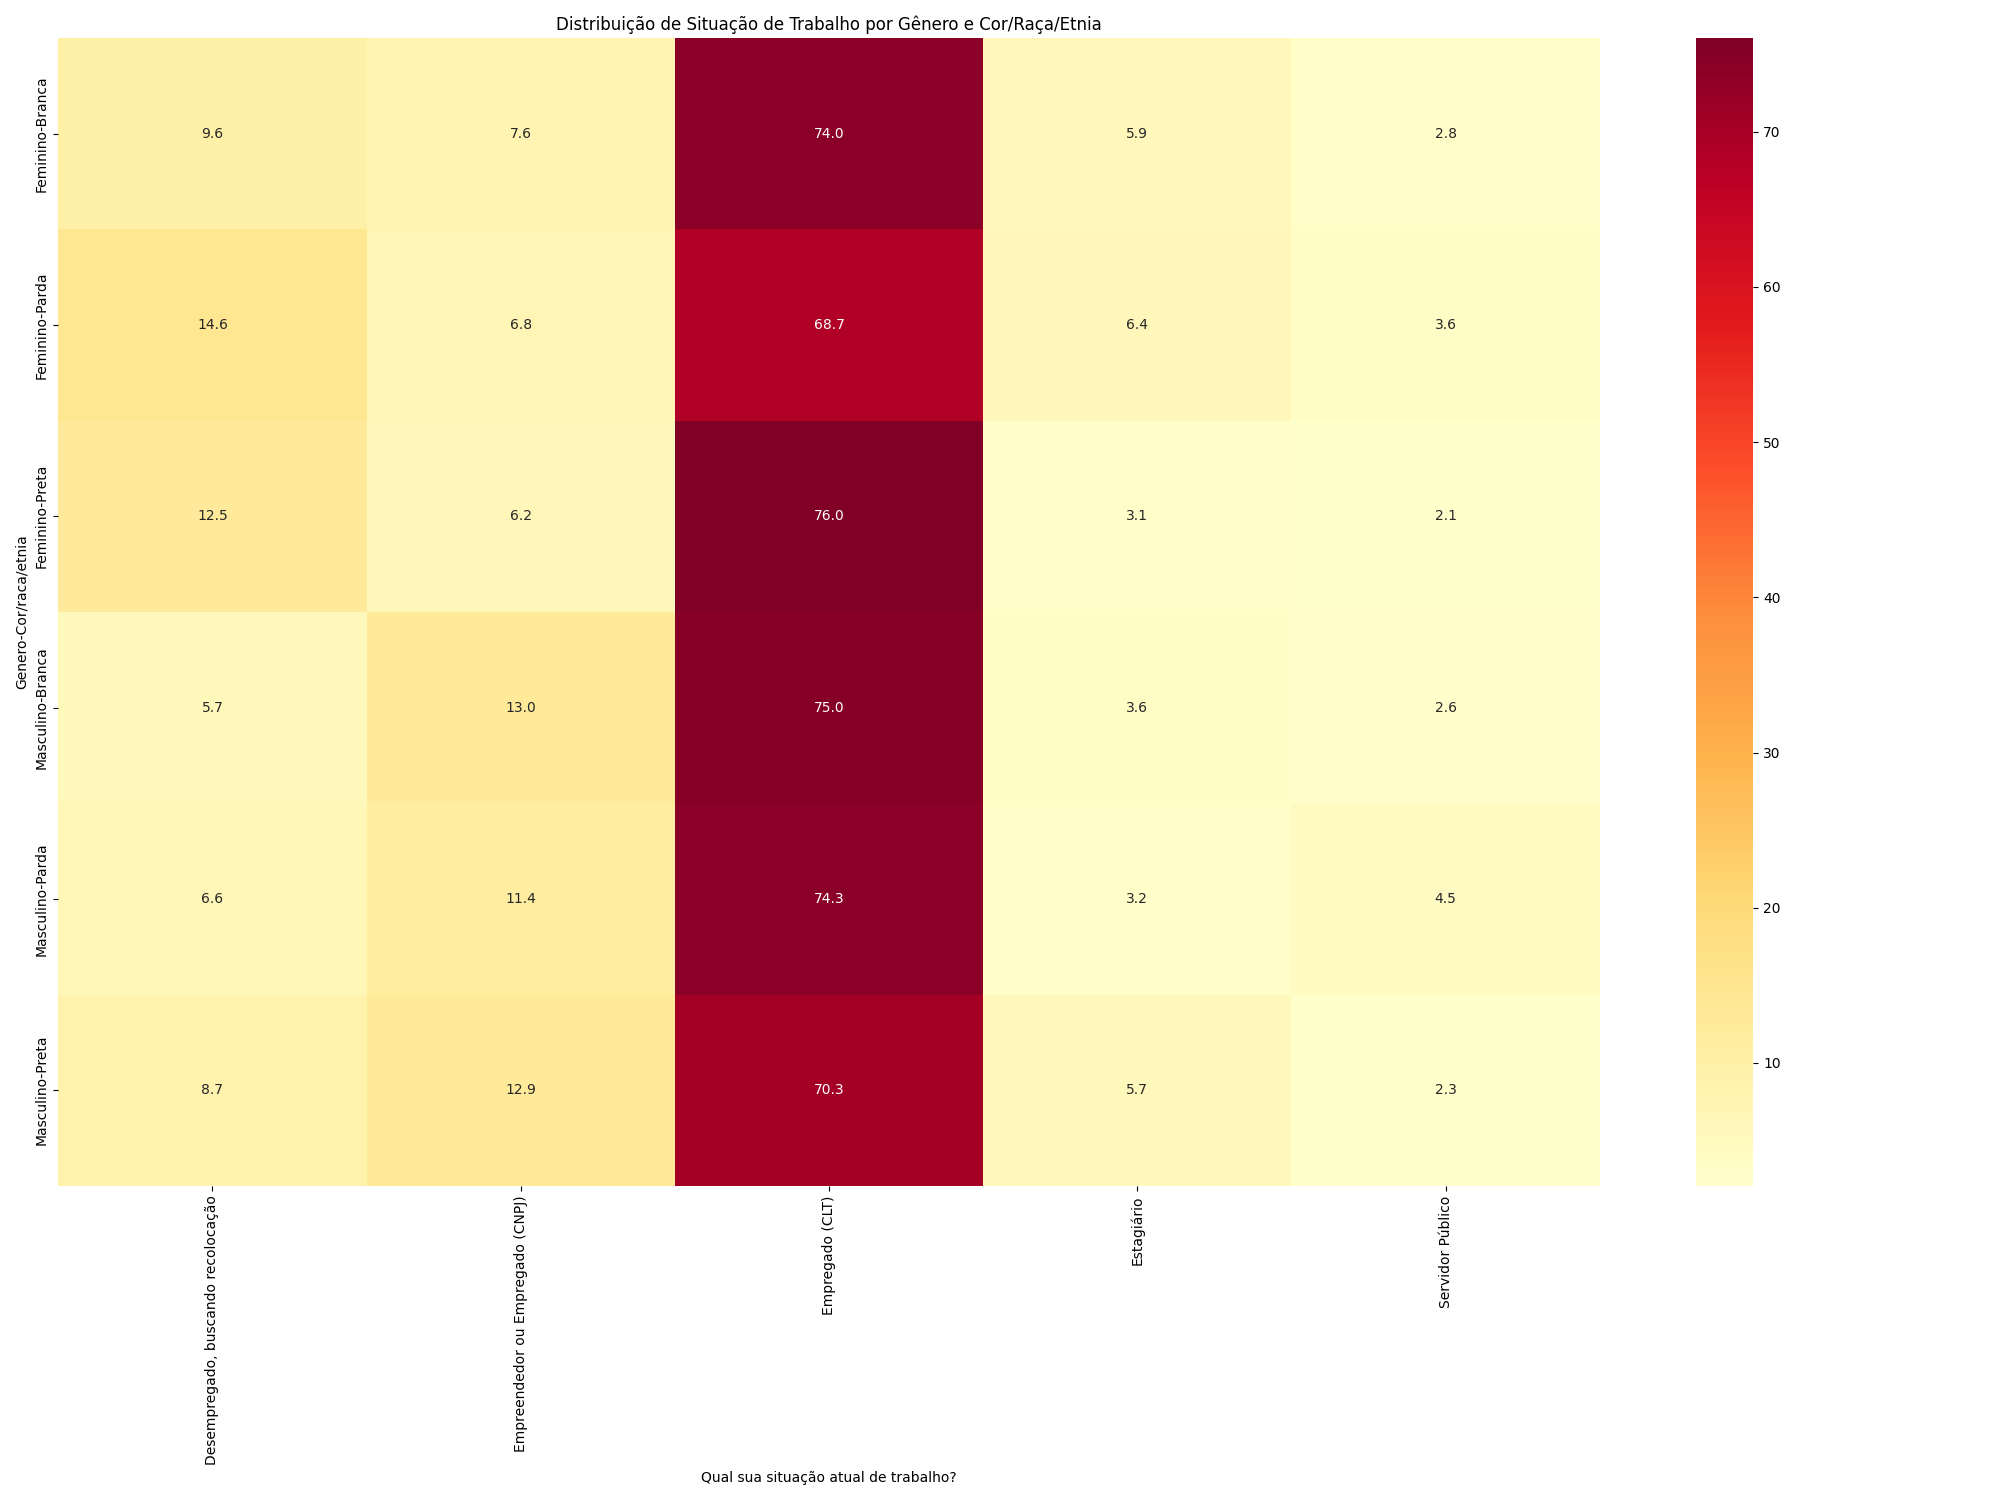 Distribuição de Situação de Trabalho por Gênero e Cor/Raça/Etnia
Genero-Cor/raca/etnia
Feminino-Branca
9.6 7.6 74.0 5.9 2.8
Feminino-Parda
14.6 6.8 68.7 6.4 3.6
Feminino-Preta
12.5 6.2 76.0 3.1 2.1
Masculino-Branca
5.7 13.0 75.0 3.6 2.6
Masculino-Parda
6.6 11.4 74.3 3.2 4.5
Masculino-Preta
8.7 12.9 70.3 5.7 2.3
Desempregado, buscando recolocação
Empreendedor ou Empregado (CNPJ)
Empregado (CLT)
Estagiário
Servidor Público
Qual sua situação atual de trabalho?
70
60
50
40
30
20
10